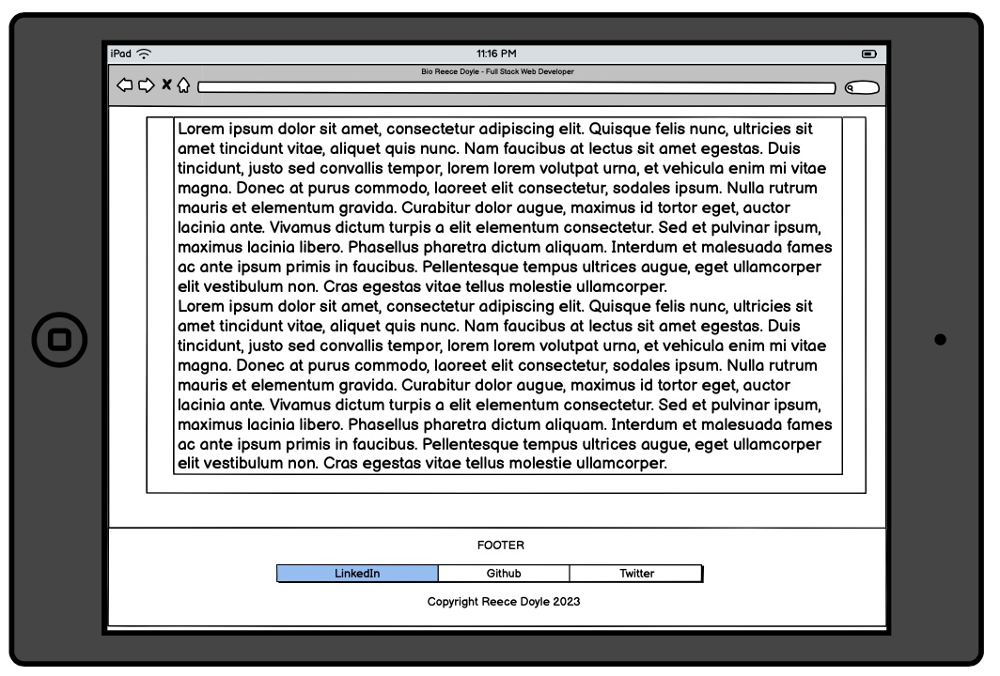 iPad
11:16 PM
Bio Reece Doyle - Full Stack Web Developer
Lorem ipsum dolor sit amet, consectetur adipiscing elit. Quisque felis nunc, ultricies sit
amet tincidunt vitae, aliquet quis nunc. Nam faucibus at lectus sit amet egestas. Duis
tincidunt, justo sed convallis tempor, lorem lorem volutpat urna, et vehicula enim mi vitae
magna. Donec at purus commodo, laoreet elit consectetur, sodales ipsum. Nulla rutrum
mauris et elementum gravida. Curabitur dolor augue, maximus id tortor eget, auctor
lacinia ante. Vivamus dictum turpis a elit elementum consectetur. Sed et pulvinar ipsum,
maximus lacinia libero. Phasellus pharetra dictum aliquam. Interdum et malesuada fames
ac ante ipsum primis in faucibus. Pellentesque tempus ultrices augue, eget ullamcorper
elit vestibulum non. Cras egestas vitae tellus molestie ullamcorper.
Lorem ipsum dolor sit amet, consectetur adipiscing elit. Quisque felis nunc, ultricies sit
amet tincidunt vitae, aliquet quis nunc. Nam faucibus at lectus sit amet egestas. Duis
tincidunt, justo sed convallis tempor, lorem lorem volutpat urna, et vehicula enim mi vitae
magna. Donec at purus commodo, laoreet elit consectetur, sodales ipsum. Nulla rutrum
mauris et elementum gravida. Curabitur dolor augue, maximus id tortor eget, auctor
lacinia ante. Vivamus dictum turpis a elit elementum consectetur. Sed et pulvinar ipsum,
maximus lacinia libero. Phasellus pharetra dictum aliquam. Interdum et malesuada fames
ac ante ipsum primis in faucibus. Pellentesque tempus ultrices augue, eget ullamcorper
elit vestibulum non. Cras egestas vitae tellus molestie ullamcorper.
FOOTER
LinkedIn Github Twitter
Copyright Reece Doyle 2023